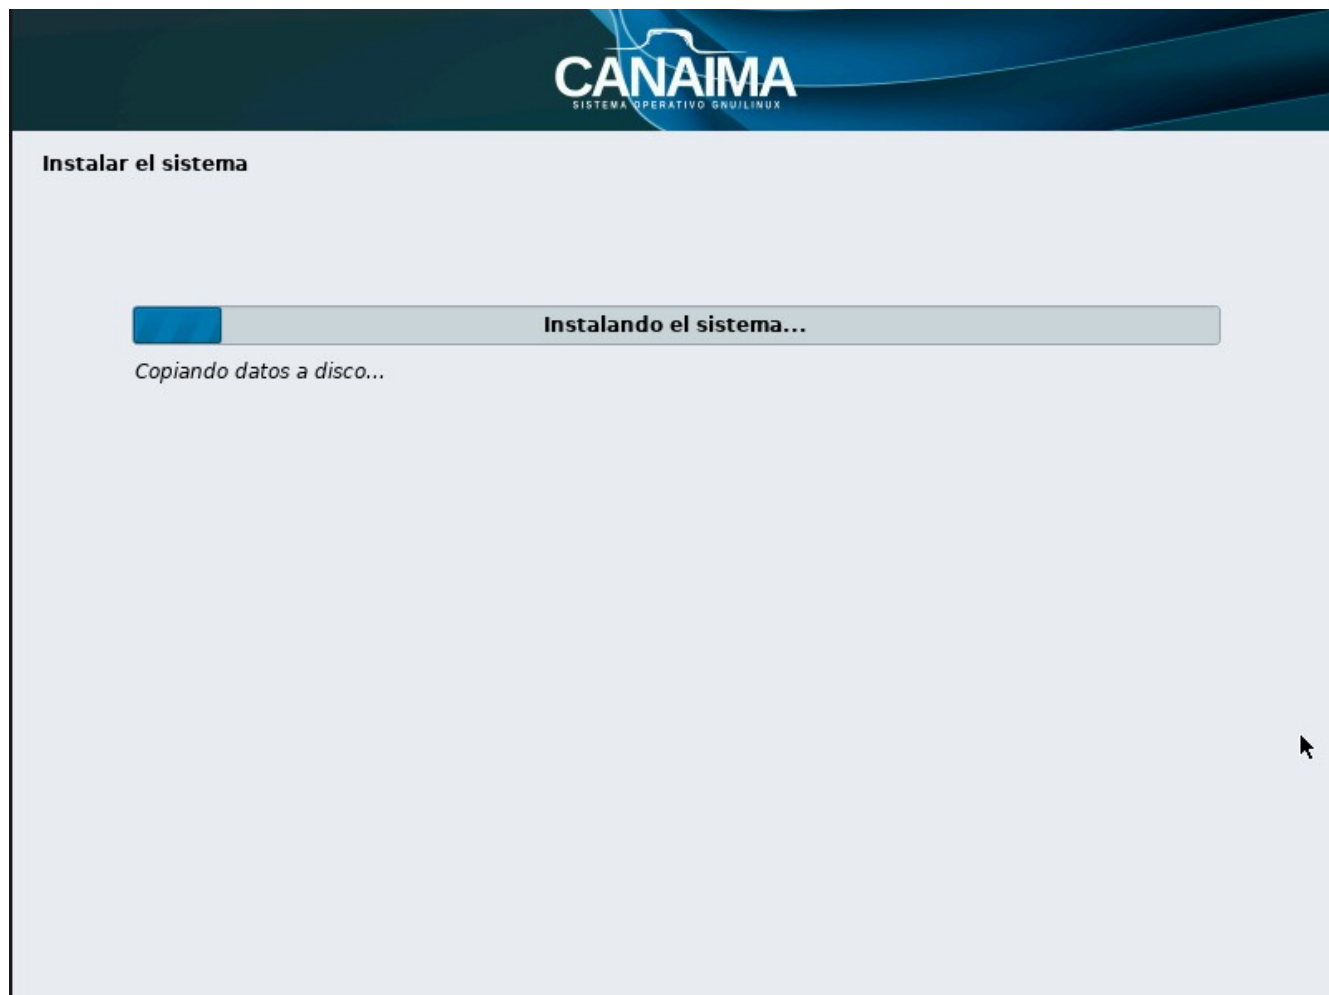 CANAIMA
SISTEMA OPERATIVO GNU/LINUX
Instalar el sistema
Instalando el sistema...
Copiando datos a disco...